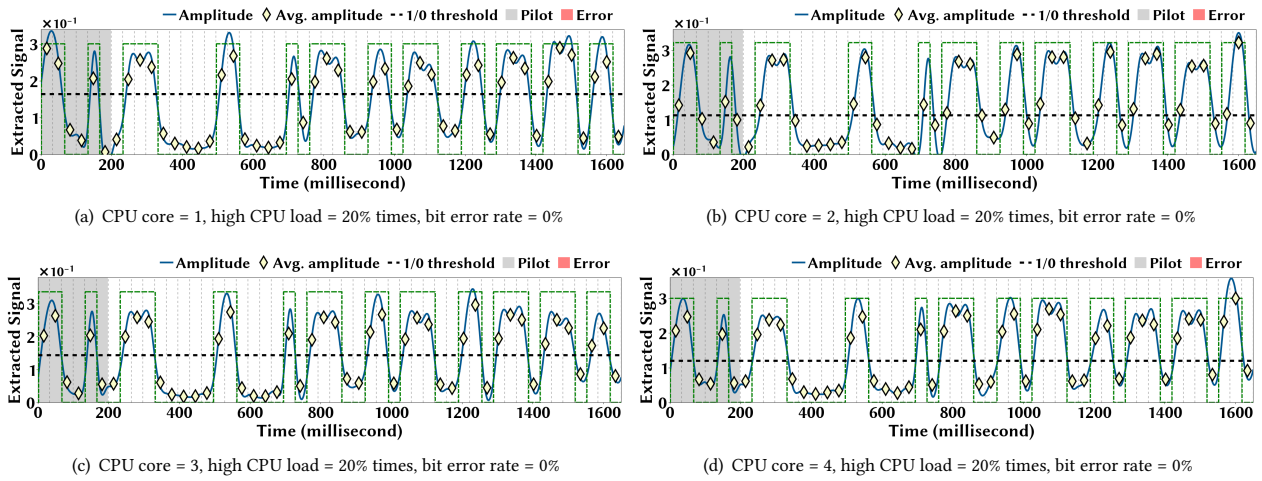 Amplitude Avg. amplitude 1/0 threshold Pilot Error
×10⁻¹
Extracted Signal
3
2
1
0
0 200 400 600 800 1000 1200 1400 1600
Time (millisecond)
(a) CPU core = 1, high CPU load = 20% times, bit error rate = 0%
Amplitude Avg. amplitude 1/0 threshold Pilot Error
×10⁻¹
Extracted Signal
3
2
1
0
0 200 400 600 800 1000 1200 1400 1600
Time (millisecond)
(b) CPU core = 2, high CPU load = 20% times, bit error rate = 0%
Amplitude Avg. amplitude 1/0 threshold Pilot Error
×10⁻¹
Extracted Signal
3
2
1
0
0 200 400 600 800 1000 1200 1400 1600
Time (millisecond)
(c) CPU core = 3, high CPU load = 20% times, bit error rate = 0%
Amplitude Avg. amplitude 1/0 threshold Pilot Error
×10⁻¹
Extracted Signal
3
2
1
0
0 200 400 600 800 1000 1200 1400 1600
Time (millisecond)
(d) CPU core = 4, high CPU load = 20% times, bit error rate = 0%